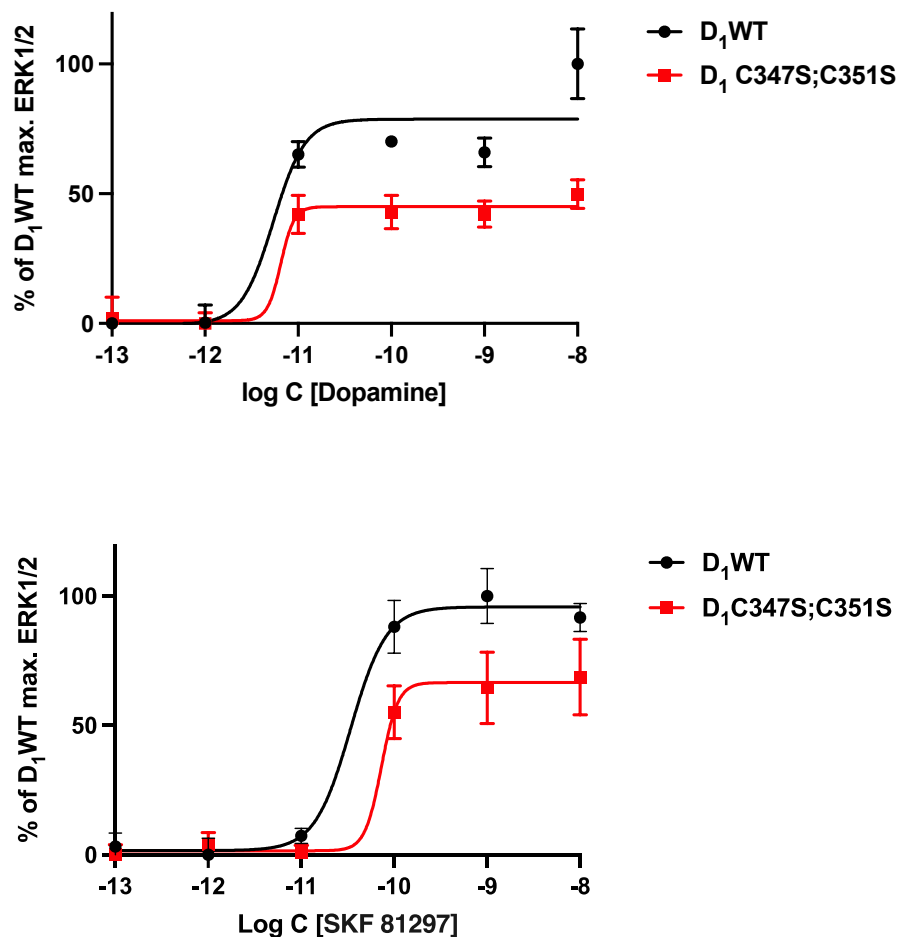 % of D₁WT max. ERK1/2
100
50
0
-13 -12 -11 -10 -9 -8
log C [Dopamine]
D₁WT
D₁ C347S;C351S
% of D₁WT max. ERK1/2
100
50
0
-13 -12 -11 -10 -9 -8
Log C [SKF 81297]
D₁WT
D₁C347S;C351S